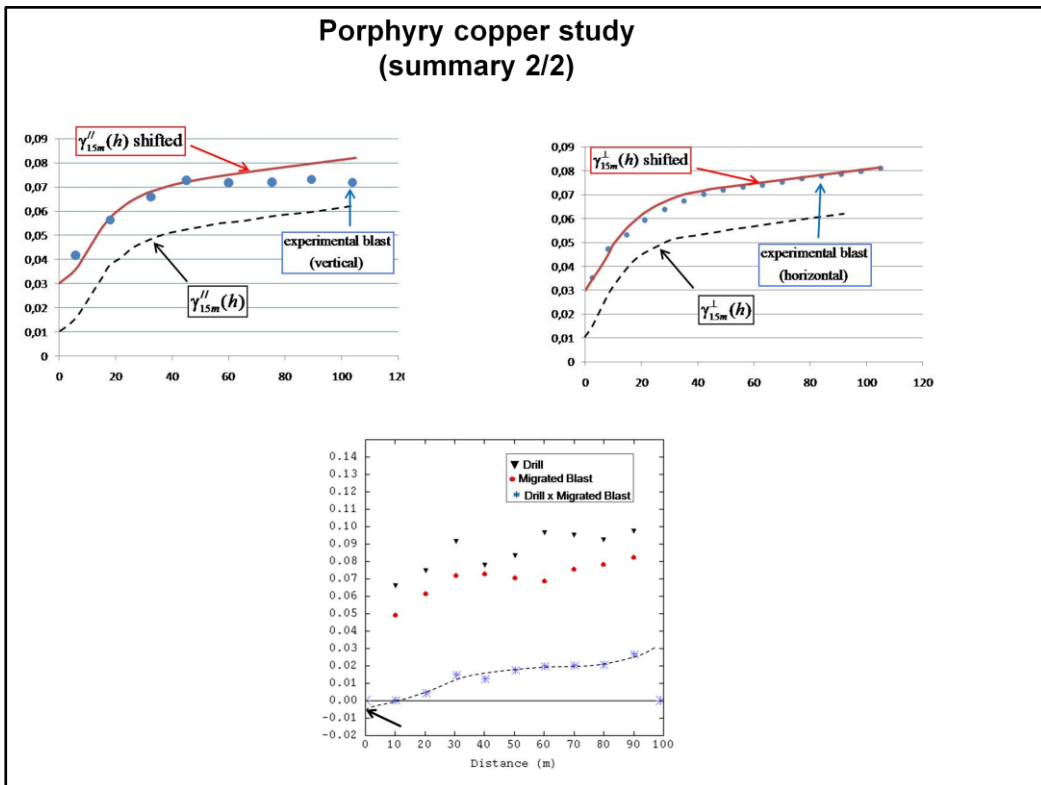 Porphyry copper study
(summary 2/2)
γ//15m(h) shifted
0,09
0,08
0,07
0,06
0,05
0,04
0,03
0,02
0,01
0
experimental blast
(vertical)
γ//15m(h)
0 20 40 60 80 100 120
γ⊥15m(h) shifted
0,09
0,08
0,07
0,06
0,05
0,04
0,03
0,02
0,01
0
experimental blast
(horizontal)
γ⊥15m(h)
0 20 40 60 80 100 120
0.14
0.13
0.12
0.11
0.10
0.09
0.08
0.07
0.06
0.05
0.04
0.03
0.02
0.01
0.00
-0.01
-0.02
Drill
Migrated Blast
Drill x Migrated Blast
0 10 20 30 40 50 60 70 80 90 100
Distance (m)